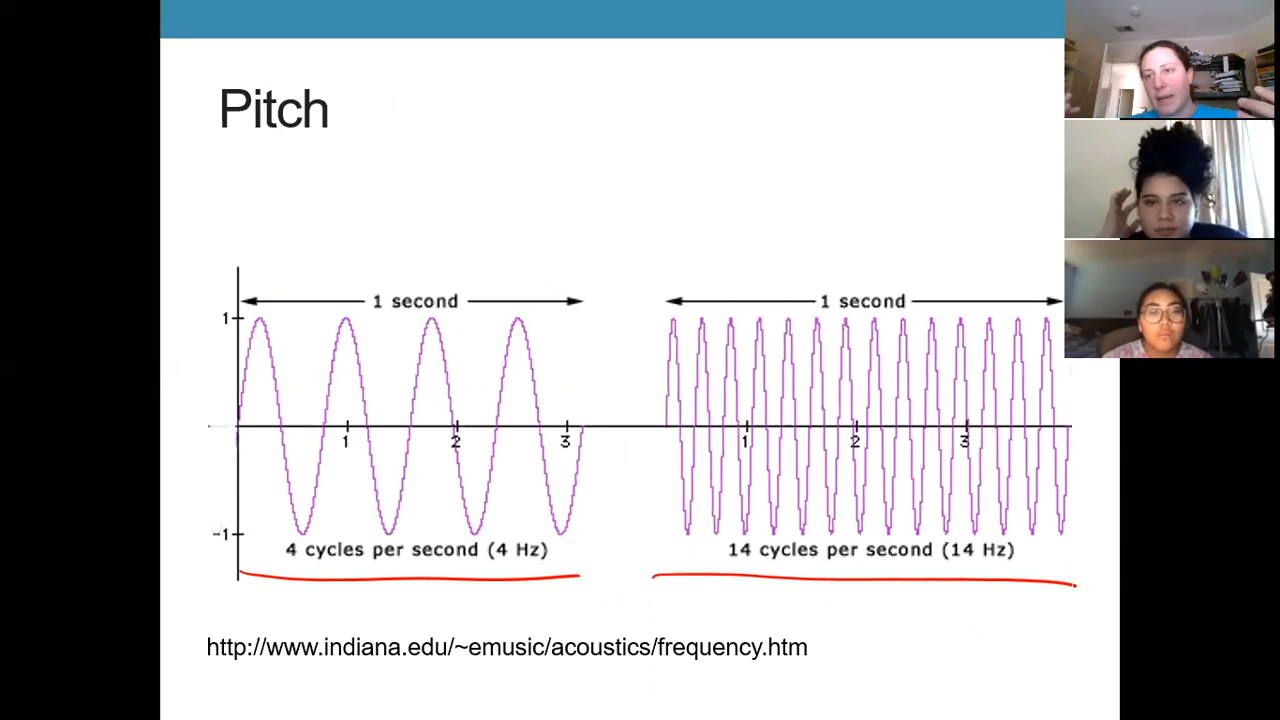 Pitch
1 second
1 second
1
1
2
3
1
2
3
-1
4 cycles per second (4 Hz)
14 cycles per second (14 Hz)
http://www.indiana.edu/~emusic/acoustics/frequency.htm